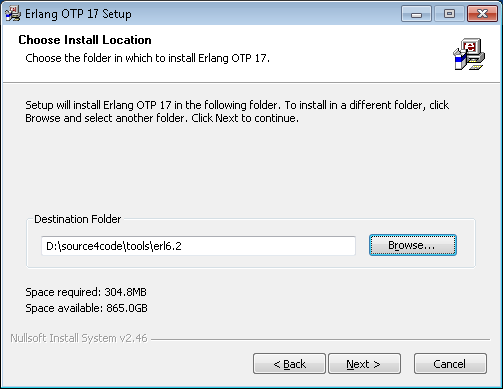 Erlang OTP 17 Setup
Choose Install Location
Choose the folder in which to install Erlang OTP 17.
Setup will install Erlang OTP 17 in the following folder. To install in a different folder, click
Browse and select another folder. Click Next to continue.
Destination Folder
D:\source4code\tools\erl6.2
Browse...
Space required: 304.8MB
Space available: 865.0GB
Nullsoft Install System v2.46
< Back
Next >
Cancel